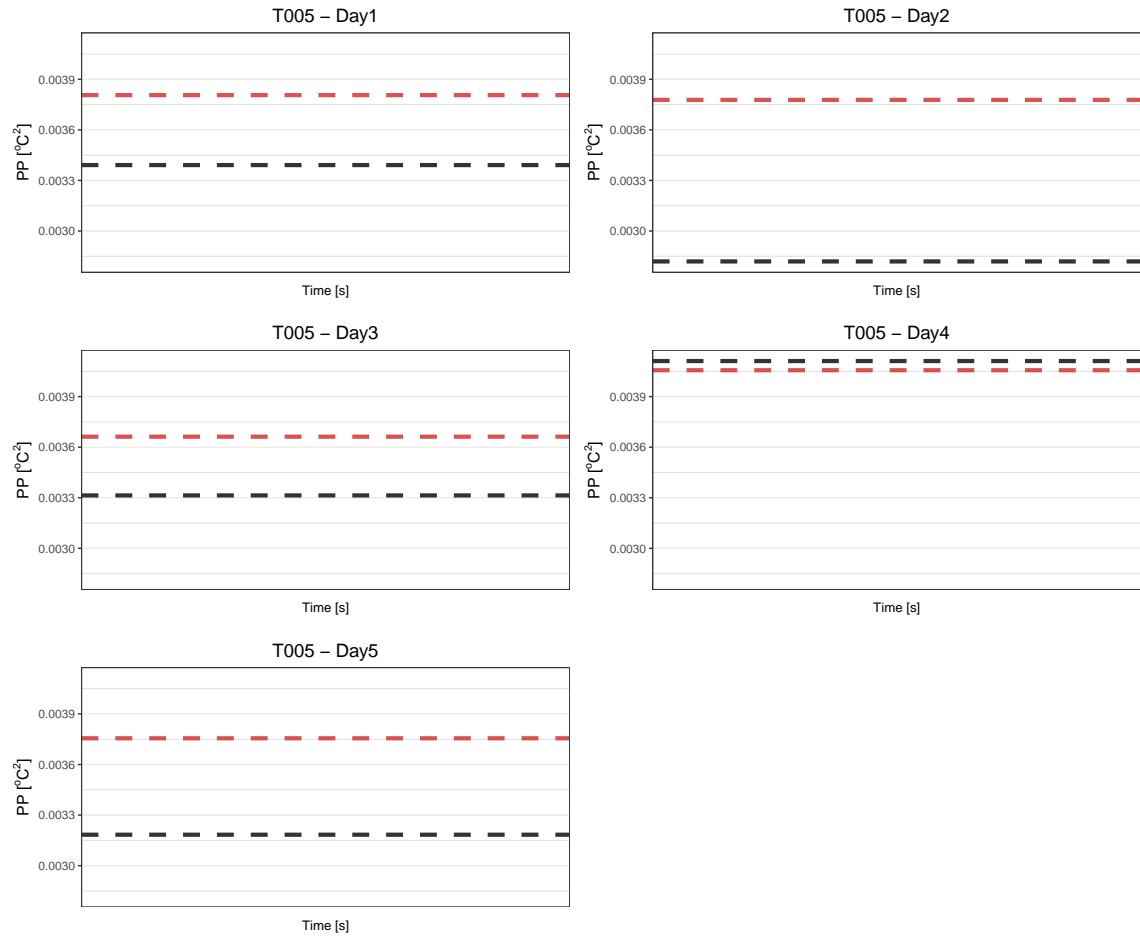 T005 – Day1
PP [°C²]
0.0039
0.0036
0.0033
0.0030
Time [s]
T005 – Day2
PP [°C²]
0.0039
0.0036
0.0033
0.0030
Time [s]
T005 – Day3
PP [°C²]
0.0039
0.0036
0.0033
0.0030
Time [s]
T005 – Day4
PP [°C²]
0.0039
0.0036
0.0033
0.0030
Time [s]
T005 – Day5
PP [°C²]
0.0039
0.0036
0.0033
0.0030
Time [s]